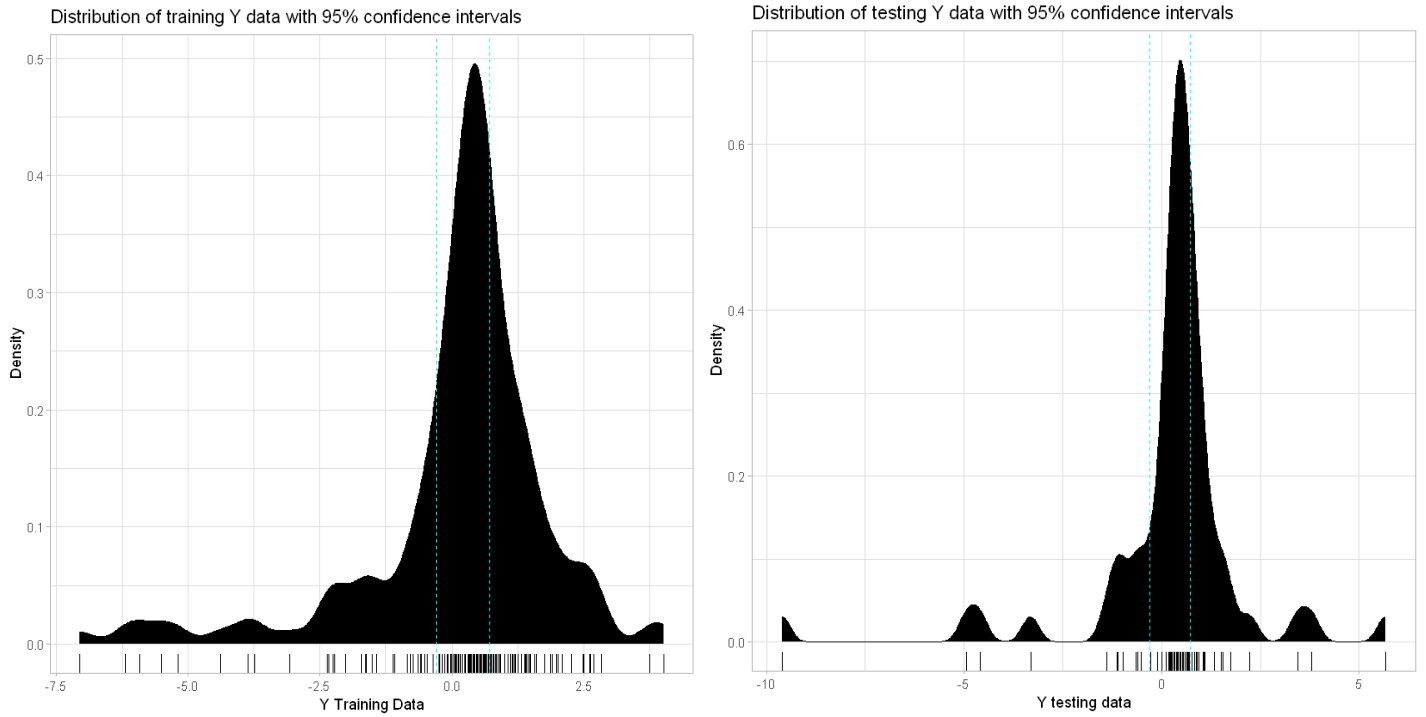 Distribution of training Y data with 95% confidence intervals
0.5
0.4
0.3
0.2
0.1
0.0
Density
-7.5 -5.0 -2.5 0.0 2.5
Y Training Data
Distribution of testing Y data with 95% confidence intervals
0.6
0.4
0.2
0.0
Density
-10 -5 0 5
Y testing data